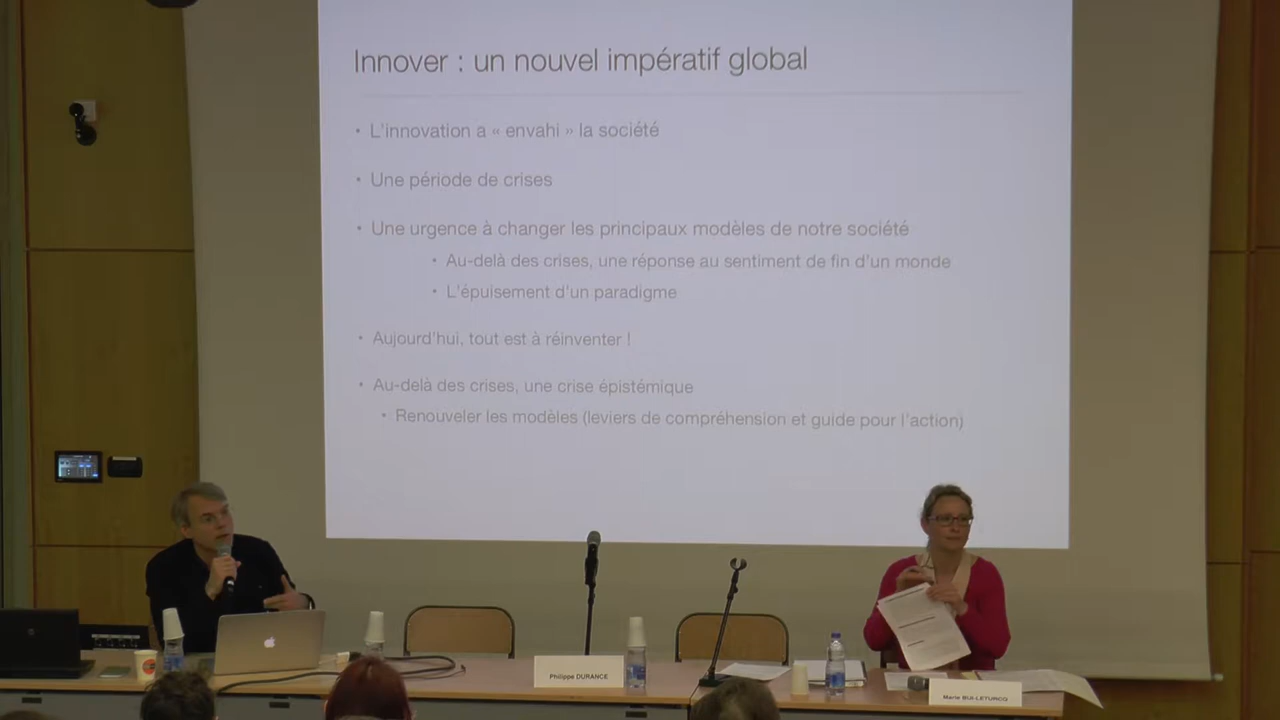 Innover : un nouvel impératif global
• L'innovation a « envahi » la société
• Une période de crises
• Une urgence à changer les principaux modèles de notre société
• Au-delà des crises, une réponse au sentiment de fin d'un monde
• L'épuisement d'un paradigme
• Aujourd'hui, tout est à réinventer !
• Au-delà des crises, une crise épistémique
• Renouveler les modèles (leviers de compréhension et guide pour l'action)
Philippe DURANCE
Marie BUI-LETURCQ